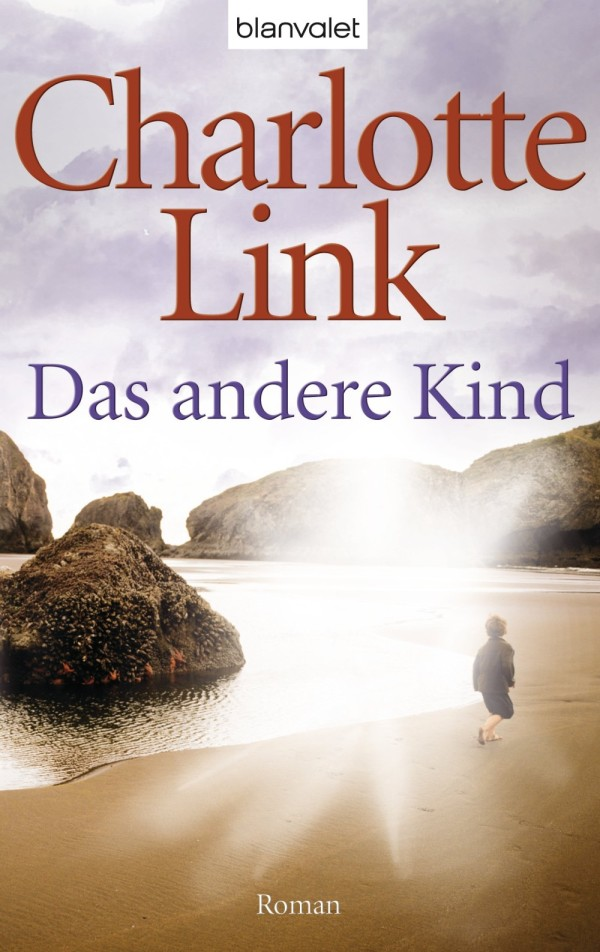 blanvalet
Charlotte
Link
Das andere Kind
Roman